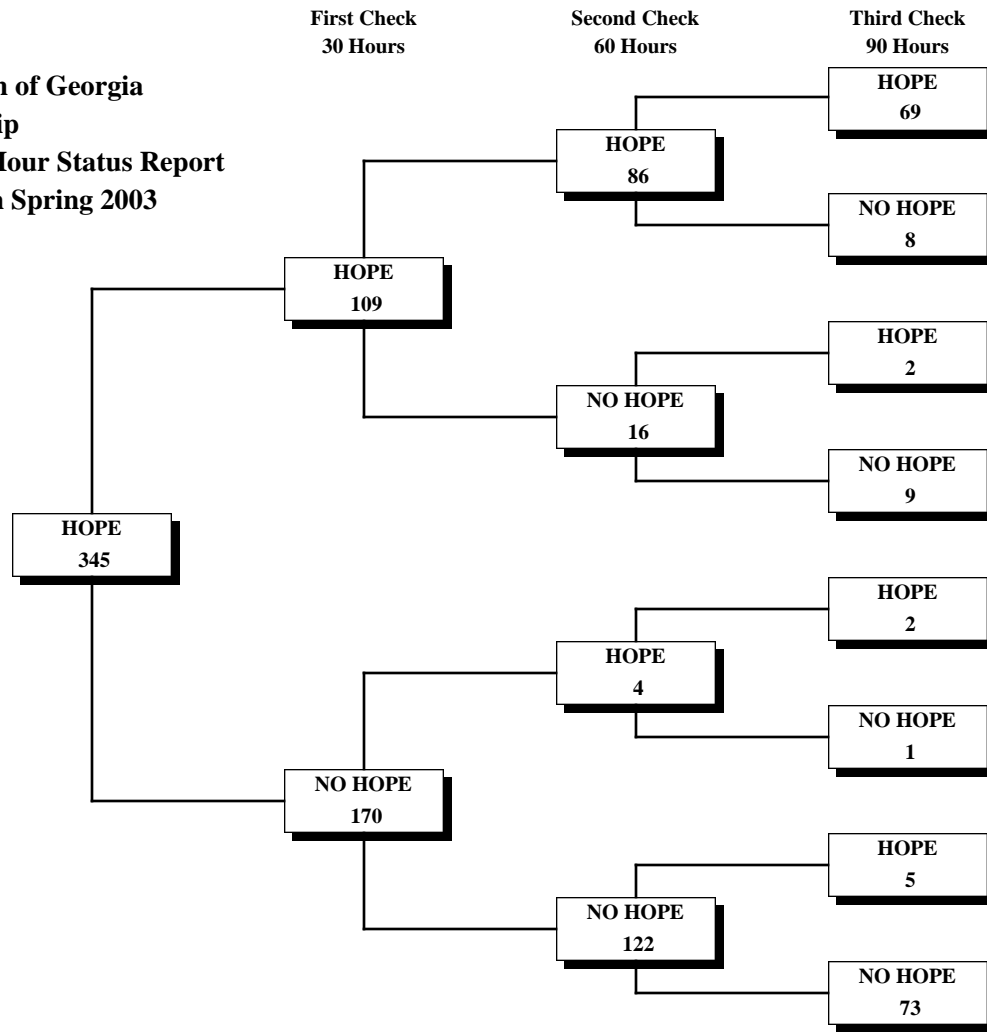 First Check
30 Hours
Second Check
60 Hours
Third Check
90 Hours
of Georgia
Hour Status Report
Spring 2003
HOPE
69
HOPE
86
NO HOPE
8
HOPE
109
HOPE
2
NO HOPE
16
NO HOPE
9
HOPE
345
HOPE
2
HOPE
4
NO HOPE
1
NO HOPE
170
HOPE
5
NO HOPE
122
NO HOPE
73